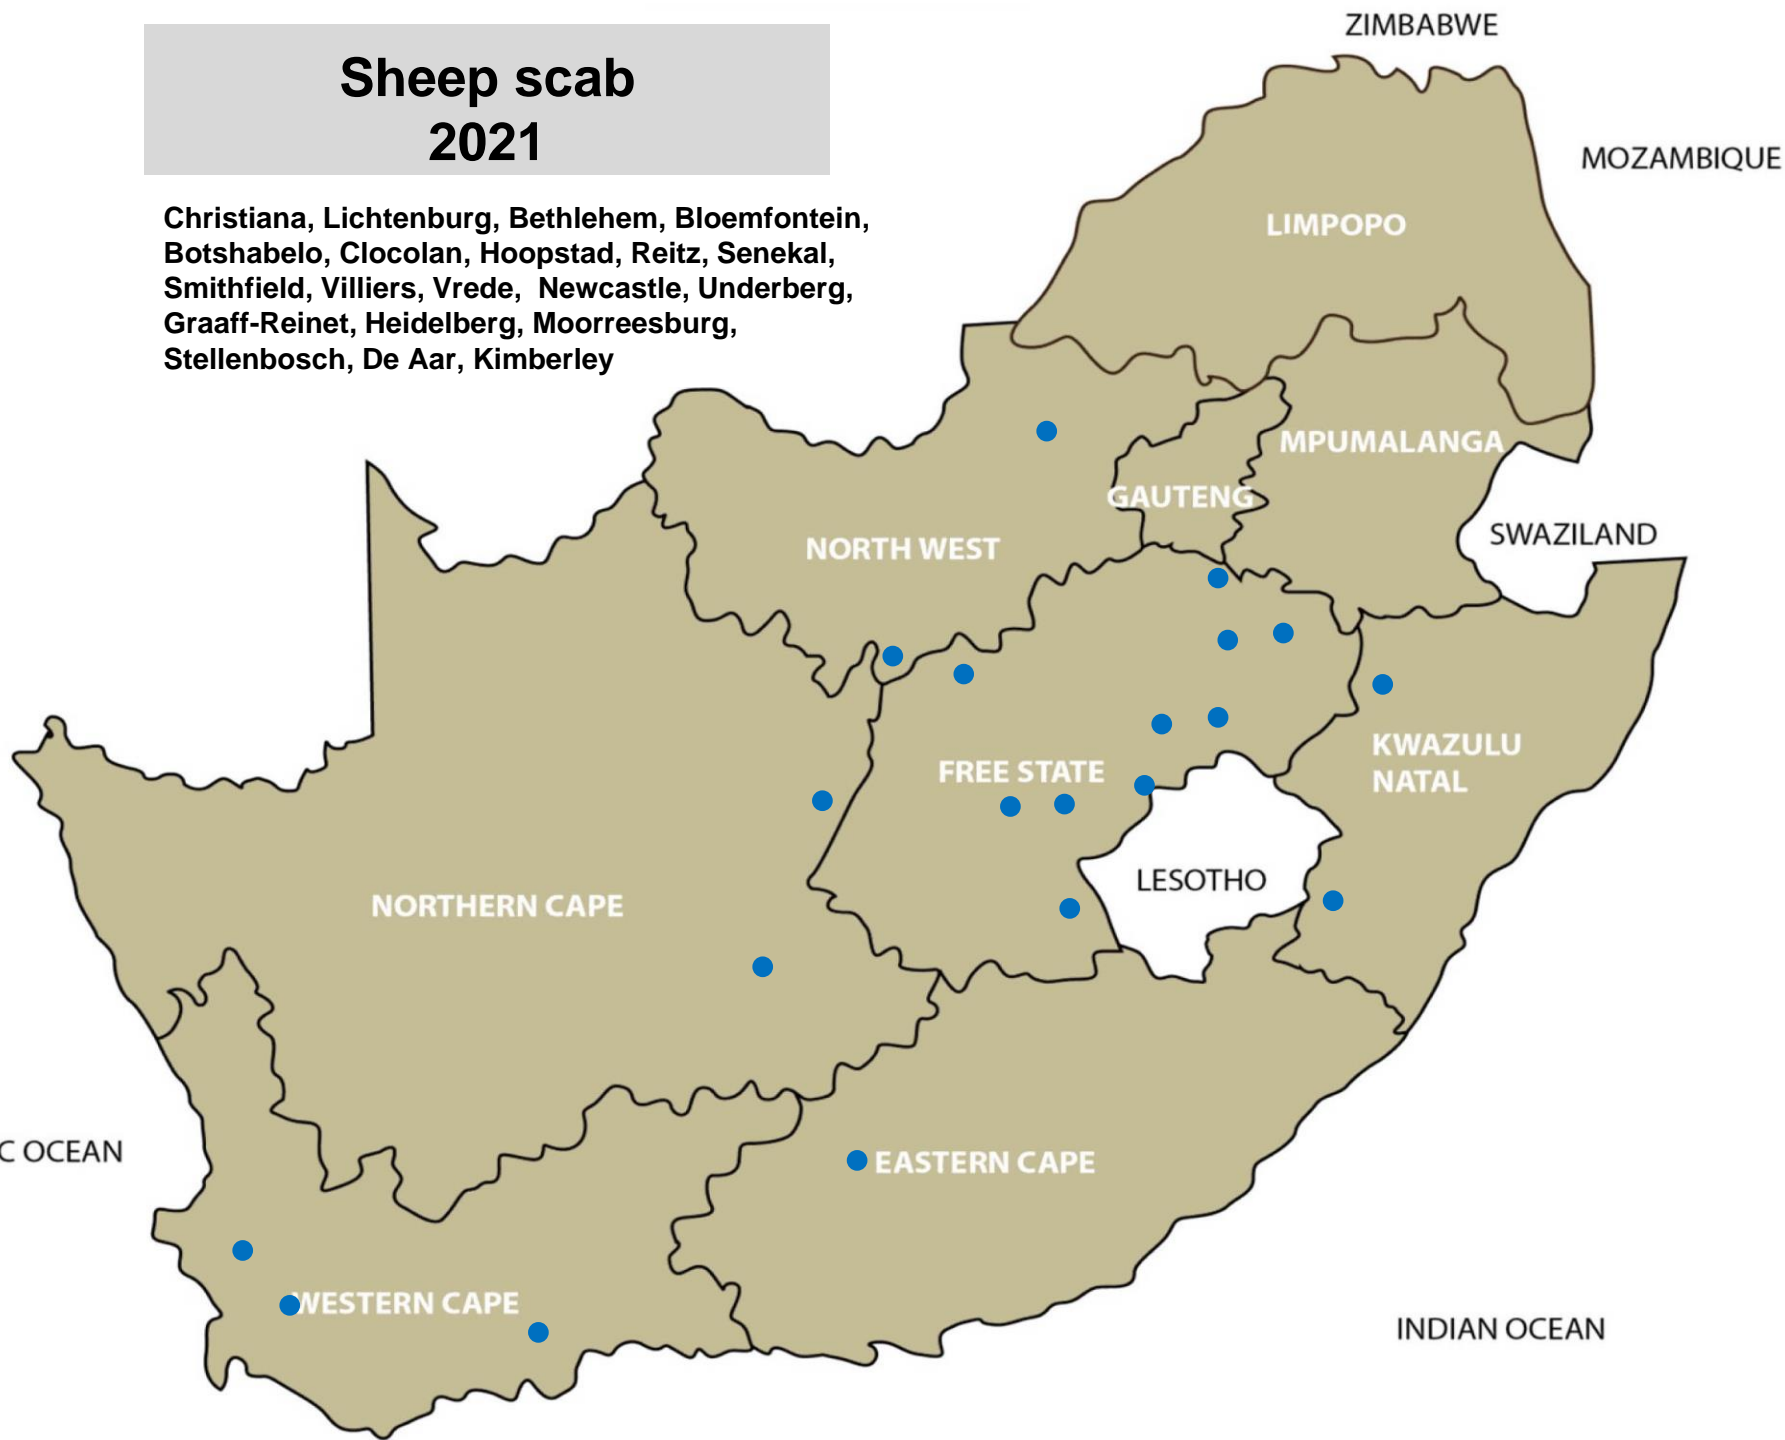 Sheep scab
2021
Christiana, Lichtenburg, Bethlehem, Bloemfontein,
Botshabelo, Clocolan, Hoopstad, Reitz, Senekal,
Smithfield, Villiers, Vrede,  Newcastle, Underberg,
Graaff-Reinet, Heidelberg, Moorreesburg,
Stellenbosch, De Aar, Kimberley
ZIMBABWE
MOZAMBIQUE
LIMPOPO
MPUMALANGA
GAUTENG
SWAZILAND
NORTH WEST
KWAZULU
NATAL
FREE STATE
LESOTHO
NORTHERN CAPE
C OCEAN
EASTERN CAPE
WESTERN CAPE
INDIAN OCEAN